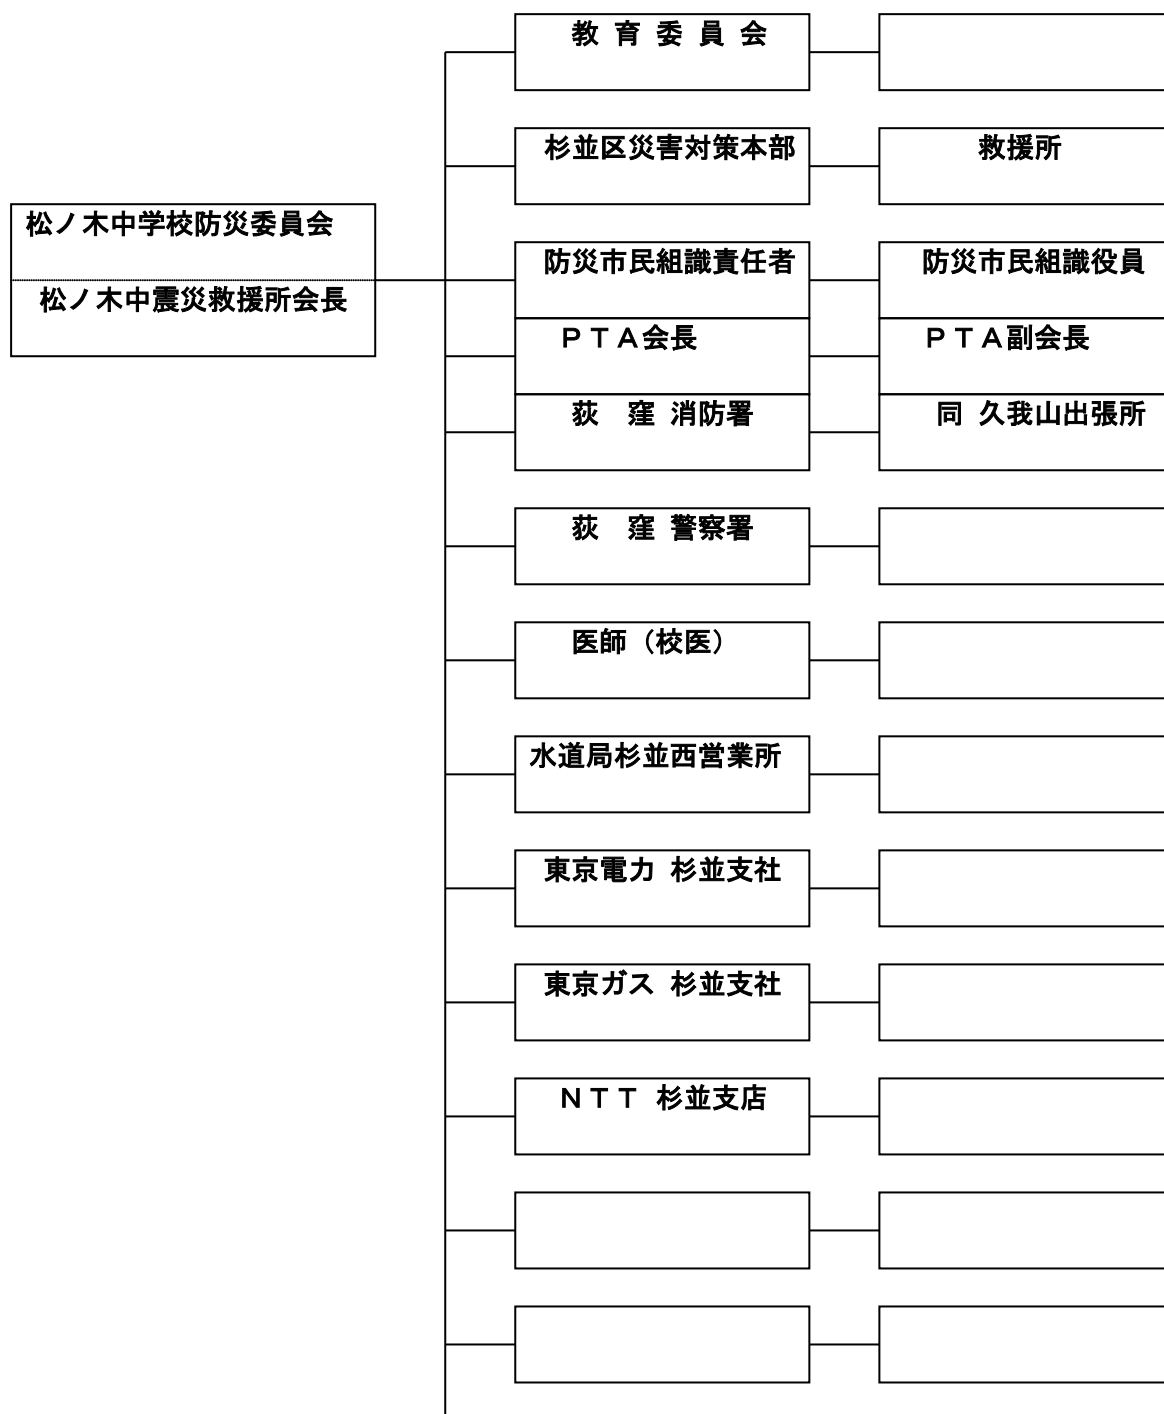 教 育 委 員 会
杉並区災害対策本部
救援所
松ノ木中学校防災委員会
松ノ木中震災救援所会長
防災市民組識責任者
防災市民組識役員
ＰＴＡ会長
ＰＴＡ副会長
荻　窪 消防署
同 久我山出張所
荻　窪 警察署
医師（校医）
水道局杉並西営業所
東京電力 杉並支社
東京ガス 杉並支社
ＮＴＴ 杉並支店